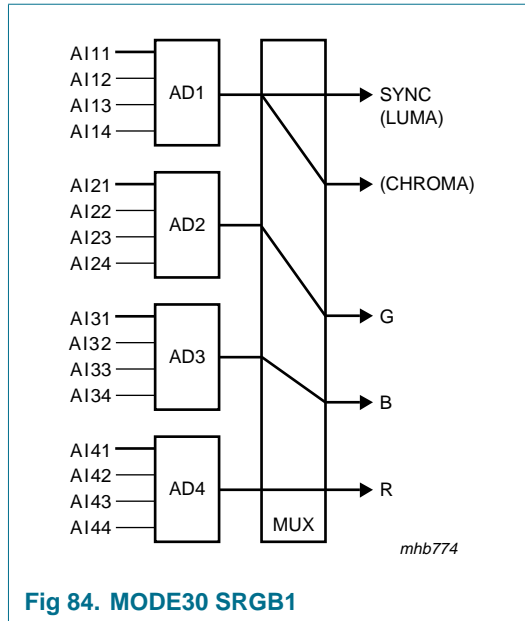 AI11
AI12
AI13
AI14
AD1
SYNC
(LUMA)
(CHROMA)
AI21
AI22
AI23
AI24
AD2
G
AI31
AI32
AI33
AI34
AD3
B
AI41
AI42
AI43
AI44
AD4
R
MUX
mhb774
Fig 84. MODE30 SRGB1